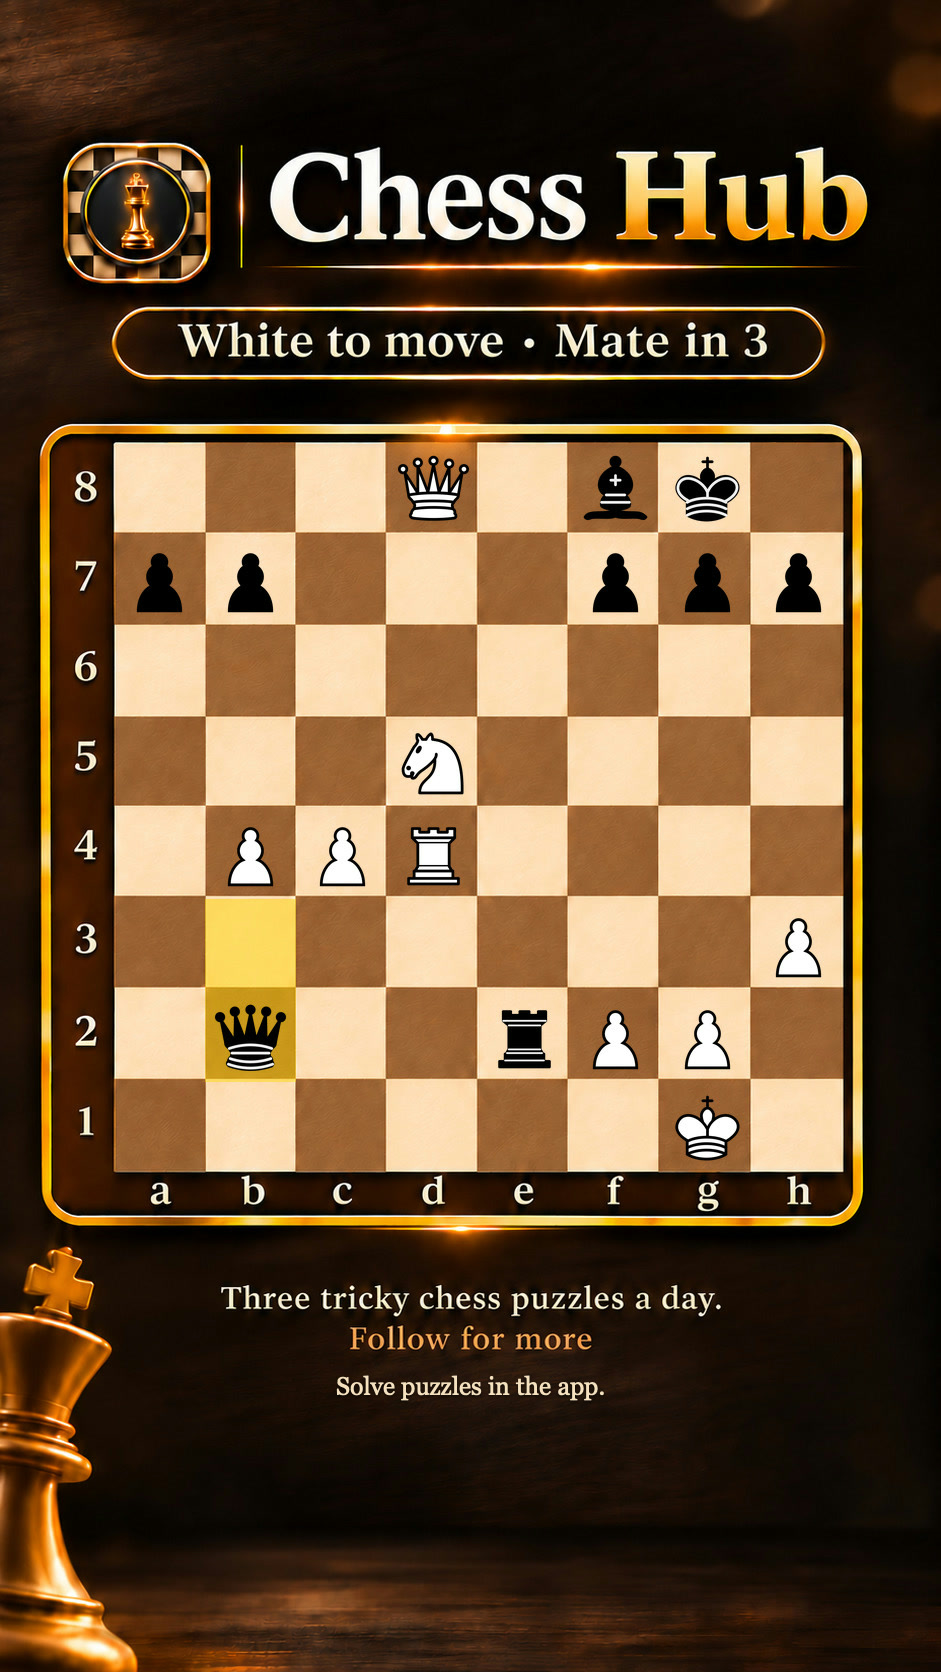 Chess Hub
White to move • Mate in 3
8
7
6
5
4
3
2
1
a b c d e f g h
Three tricky chess puzzles a day.
Follow for more
Solve puzzles in the app.